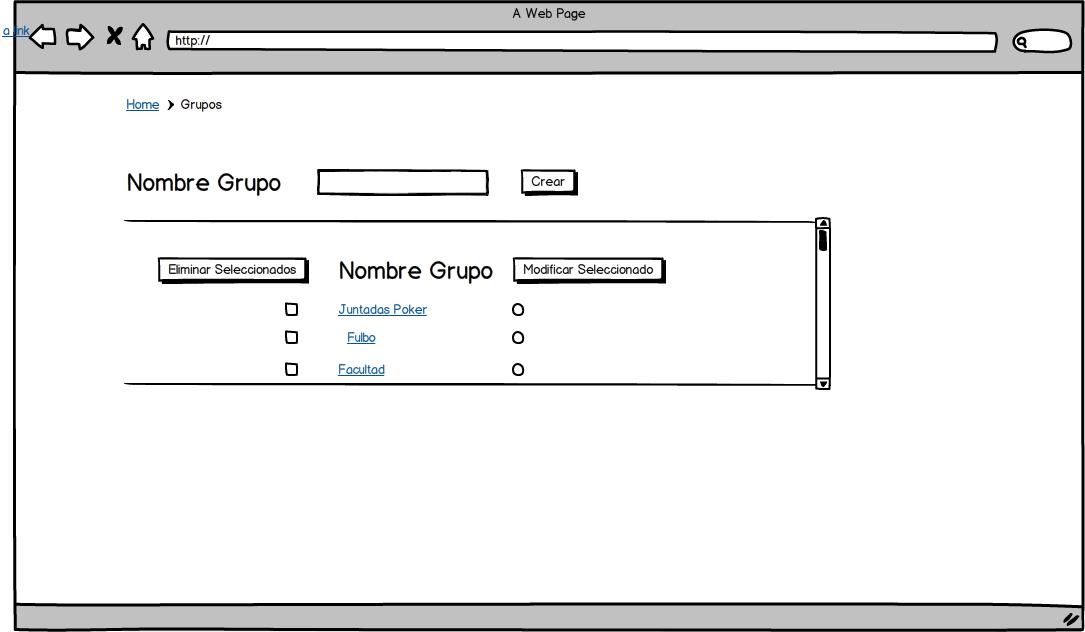 A Web Page
a link
http://
Home Grupos
Nombre Grupo Crear
Eliminar Seleccionados Nombre Grupo Modificar Seleccionado
Juntadas Poker
Fulbo
Facultad